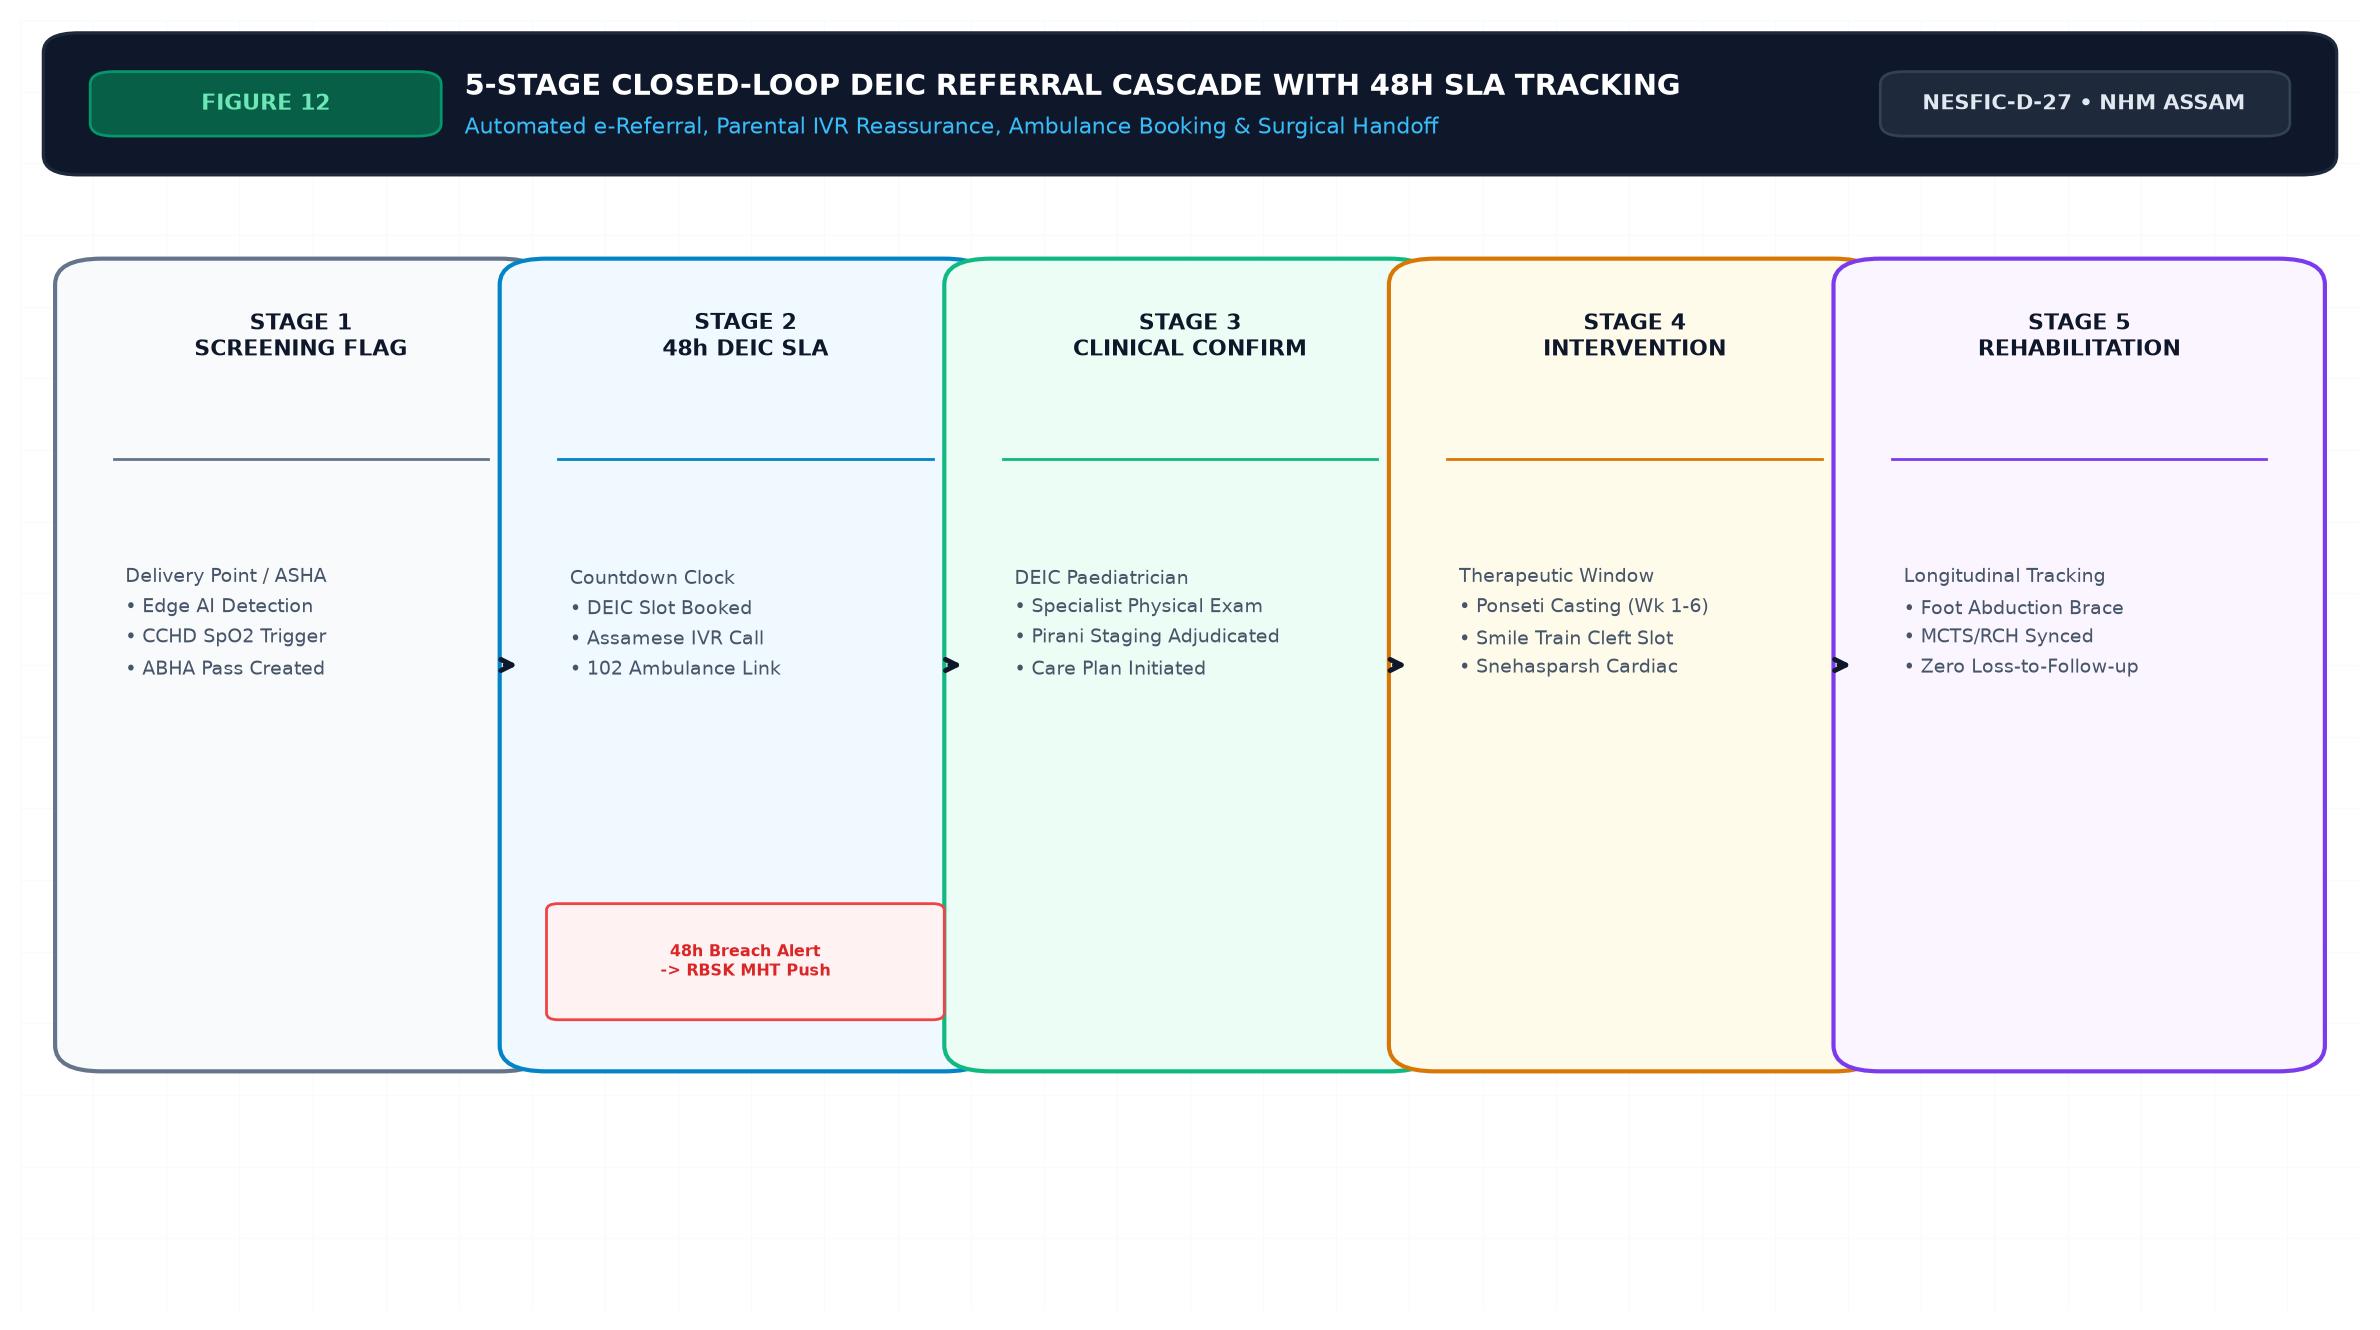 FIGURE 12
5-STAGE CLOSED-LOOP DEIC REFERRAL CASCADE WITH 48H SLA TRACKING
Automated e-Referral, Parental IVR Reassurance, Ambulance Booking & Surgical Handoff
NESFIC-D-27 • NHM ASSAM
STAGE 1
SCREENING FLAG
Delivery Point / ASHA
• Edge AI Detection
• CCHD SpO2 Trigger
• ABHA Pass Created
STAGE 2
48h DEIC SLA
Countdown Clock
• DEIC Slot Booked
• Assamese IVR Call
• 102 Ambulance Link
48h Breach Alert
-> RBSK MHT Push
STAGE 3
CLINICAL CONFIRM
DEIC Paediatrician
• Specialist Physical Exam
• Pirani Staging Adjudicated
• Care Plan Initiated
STAGE 4
INTERVENTION
Therapeutic Window
• Ponseti Casting (Wk 1-6)
• Smile Train Cleft Slot
• Snehasparsh Cardiac
STAGE 5
REHABILITATION
Longitudinal Tracking
• Foot Abduction Brace
• MCTS/RCH Synced
• Zero Loss-to-Follow-up